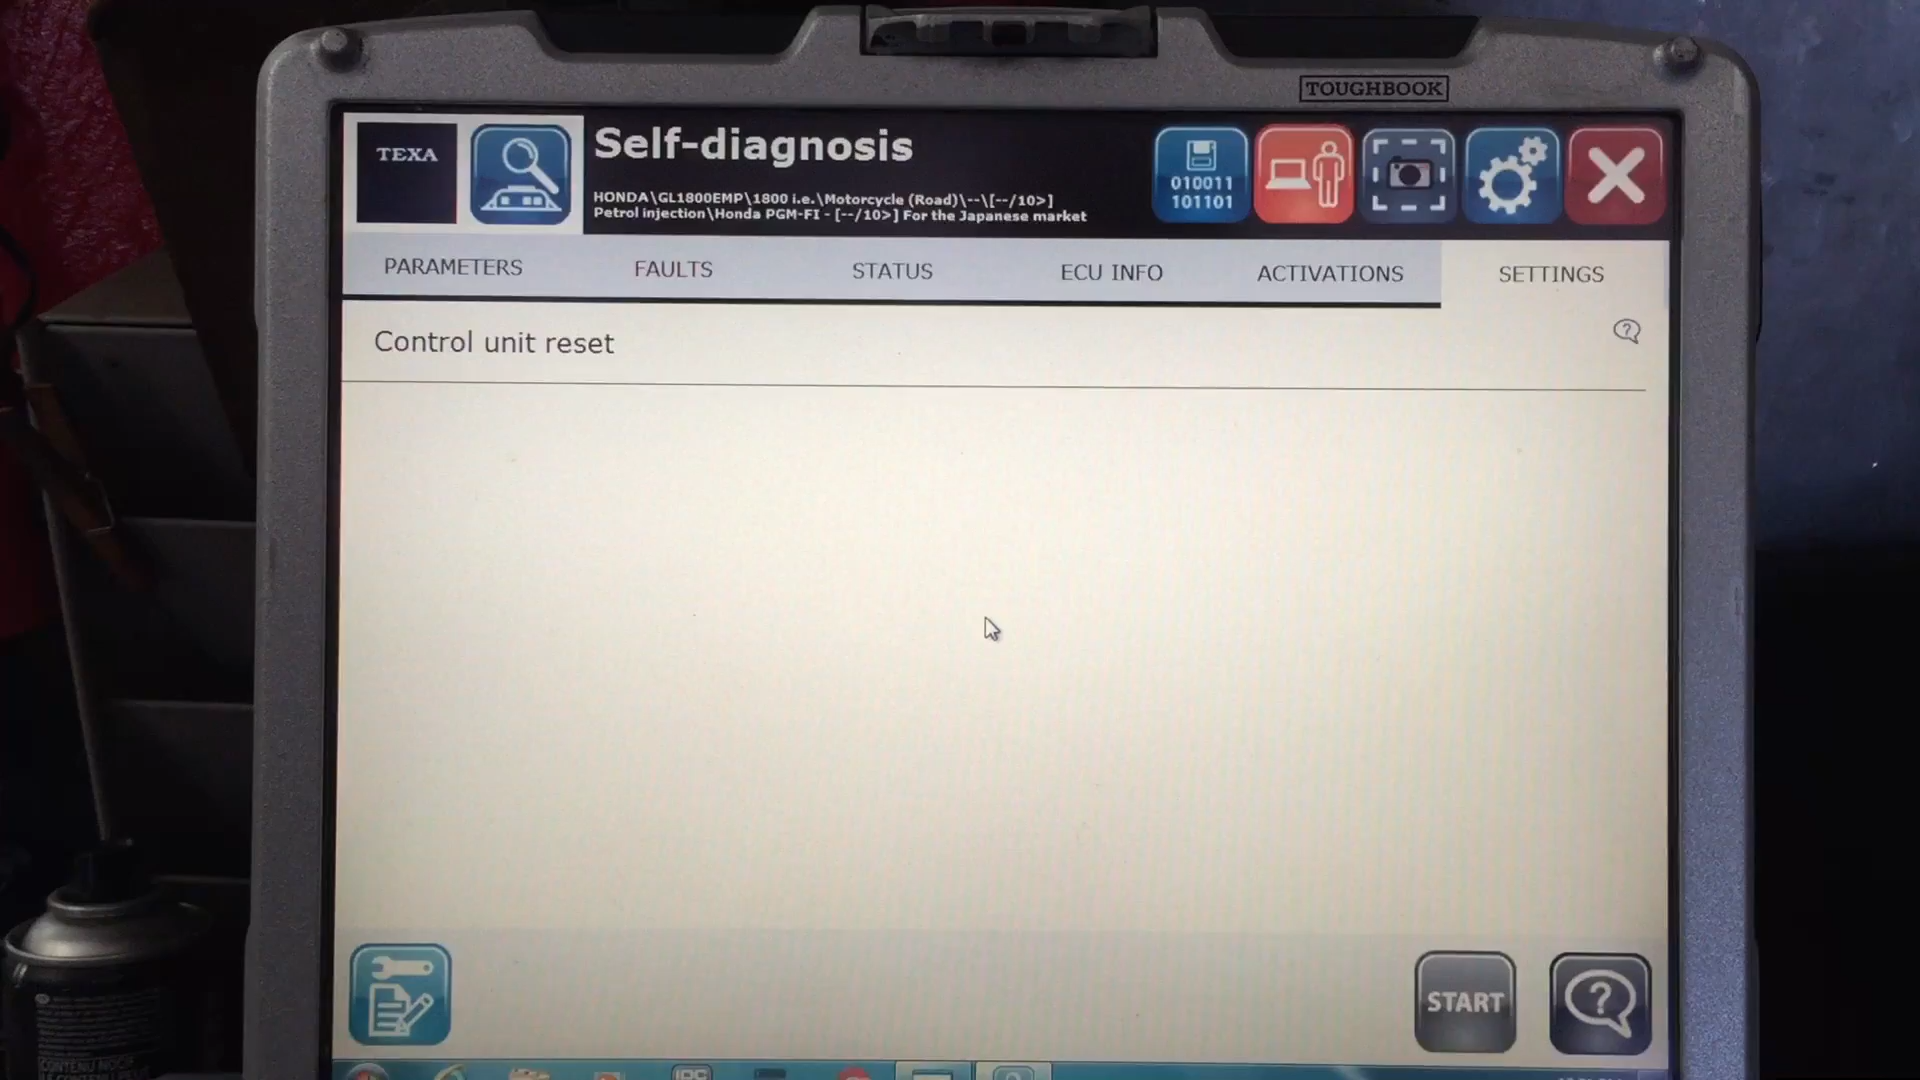 TOUGHBOOK
TEXA
Self-diagnosis
HONDA\GL1800EMP\1800 i.e.\Motorcycle (Road)\--\[--/10>]
Petrol injection\Honda PGM-FI - [--/10>] For the Japanese market
010011
101101
PARAMETERS FAULTS STATUS ECU INFO ACTIVATIONS SETTINGS
Control unit reset
START
IDC